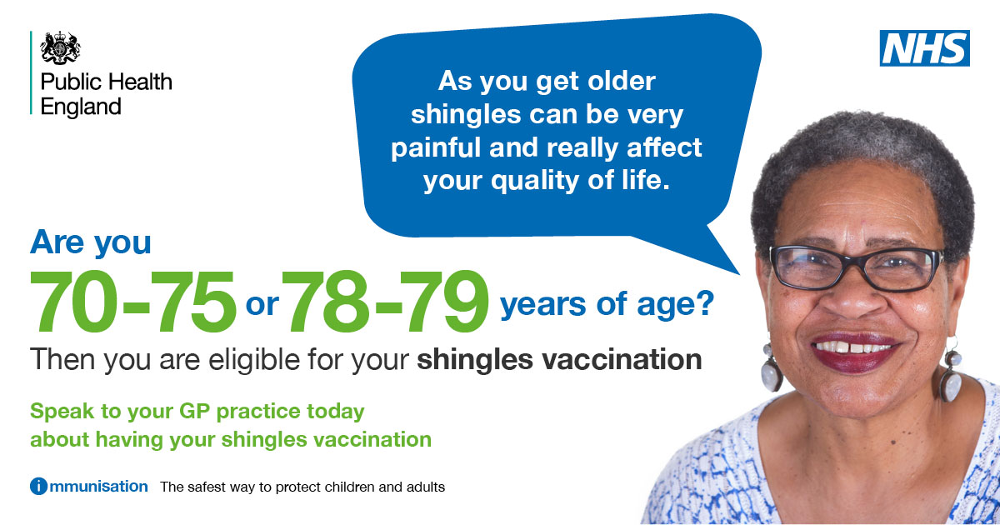 Public Health
England
NHS
As you get older
shingles can be very
painful and really affect
your quality of life.
Are you
70-75 or 78-79 years of age?
Then you are eligible for your shingles vaccination
Speak to your GP practice today
about having your shingles vaccination
immunisation The safest way to protect children and adults